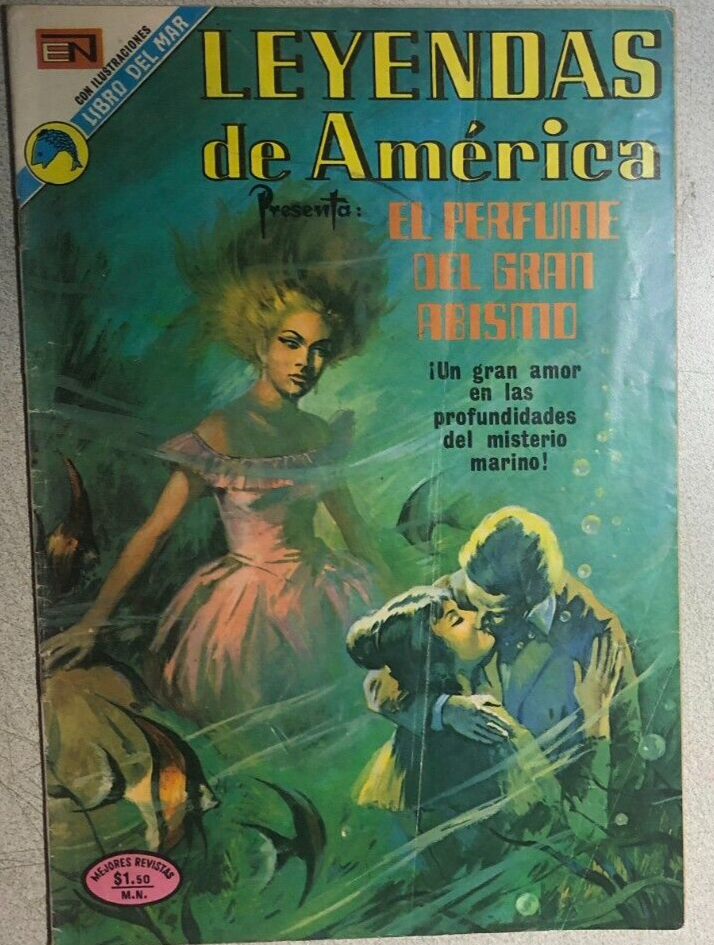 EN
CON ILUSTRACIONES
LIBRO DEL MAR
LEYENDAS
de América
Presenta:
EL PERFUME
DEL GRAN
ABISMO
¡Un gran amor
en las
profundidades
del misterio
marino!
MEJORES REVISTAS
$1.50
M.N.